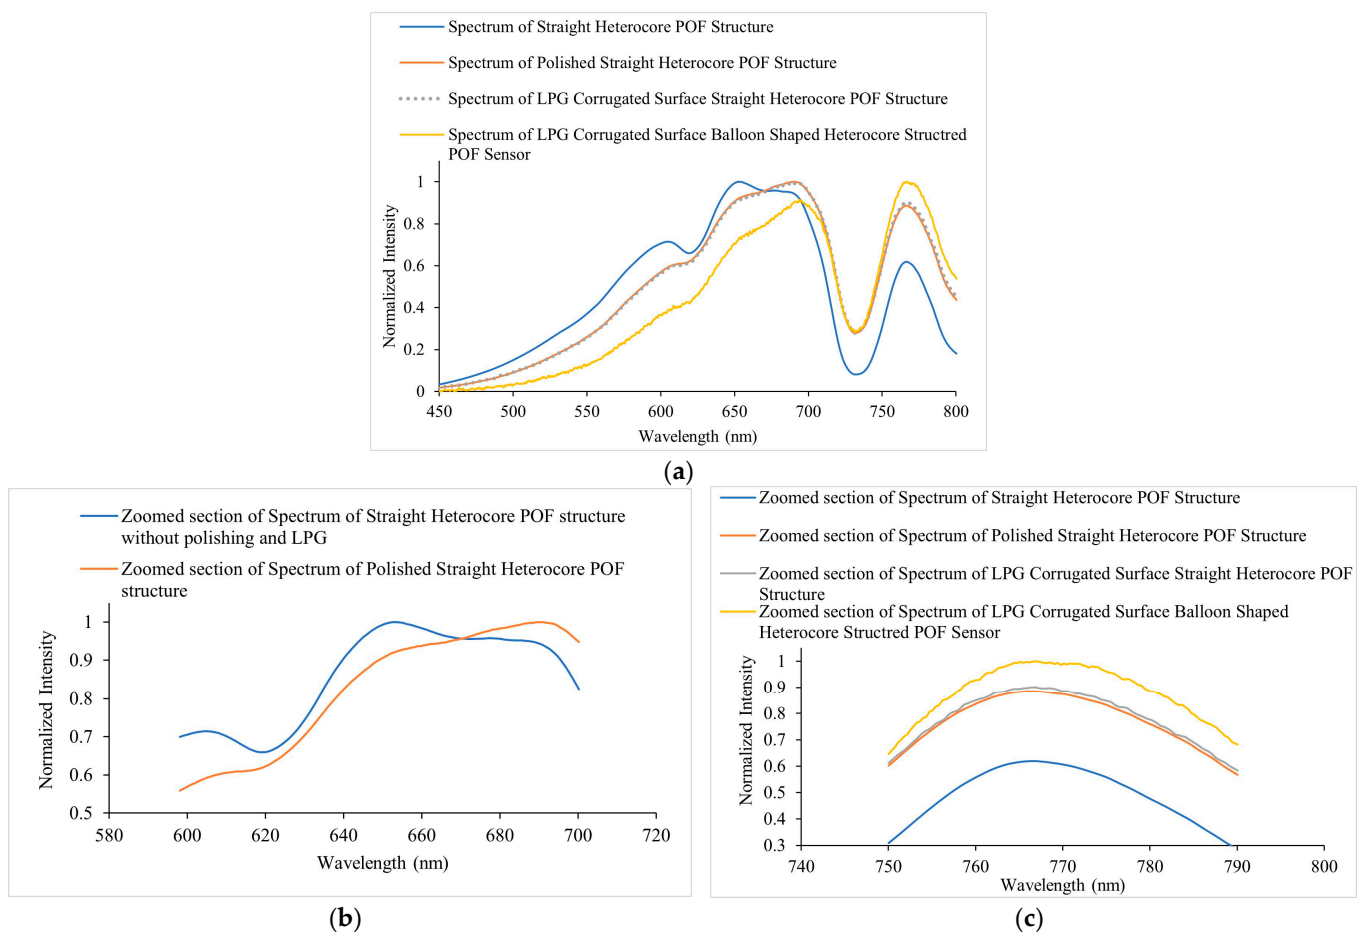 Spectrum of Straight Heterocore POF Structure
Spectrum of Polished Straight Heterocore POF Structure
Spectrum of LPG Corrugated Surface Straight Heterocore POF Structure
Spectrum of LPG Corrugated Surface Balloon Shaped Heterocore Structred
POF Sensor
Normalized Intensity
1
0.8
0.6
0.4
0.2
0
450 500 550 600 650 700 750 800
Wavelength (nm)
(a)
Zoomed section of Spectrum of Straight Heterocore POF structure
without polishing and LPG
Zoomed section of Spectrum of Polished Straight Heterocore POF
structure
Normalized Intensity
1
0.9
0.8
0.7
0.6
0.5
580 600 620 640 660 680 700 720
Wavelength (nm)
(b)
Zoomed section of Spectrum of Straight Heterocore POF Structure
Zoomed section of Spectrum of Polished Straight Heterocore POF Structure
Zoomed section of Spectrum of LPG Corrugated Surface Straight Heterocore POF
Structure
Zoomed section of Spectrum of LPG Corrugated Surface Balloon Shaped
Heterocore Structred POF Sensor
Normalized Intensity
1
0.9
0.8
0.7
0.6
0.5
0.4
0.3
740 750 760 770 780 790 800
Wavelength (nm)
(c)